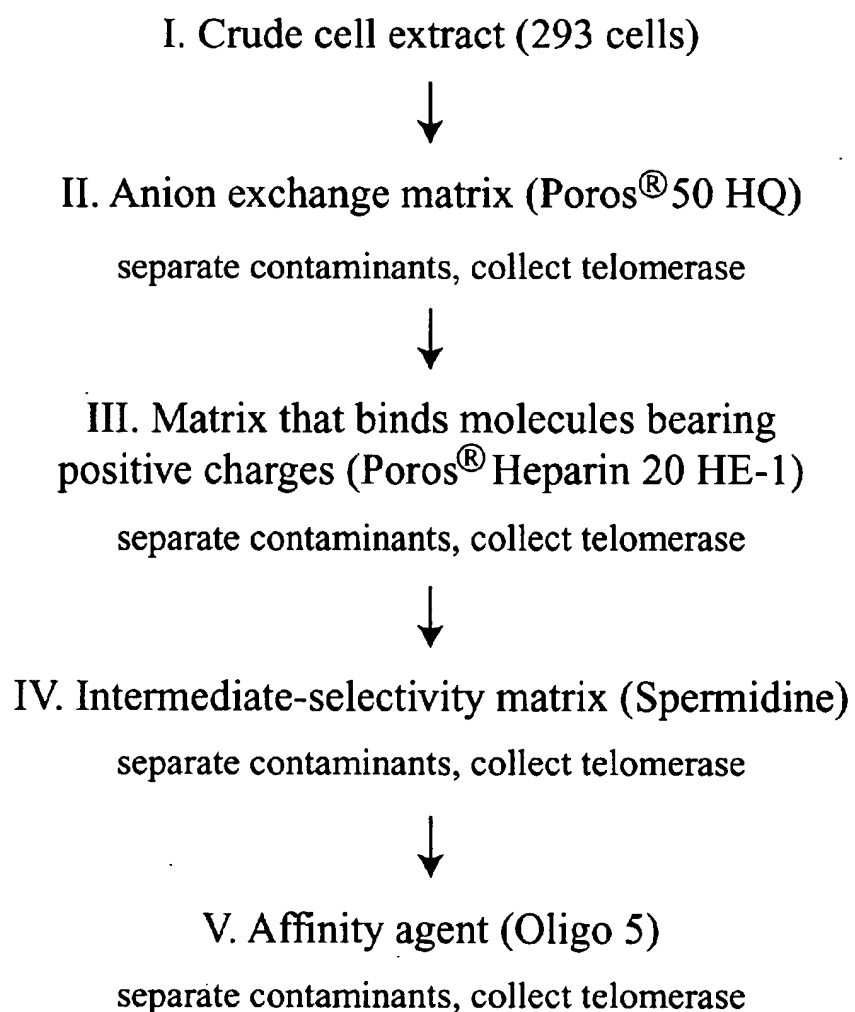 I. Crude cell extract (293 cells)
II. Anion exchange matrix (Poros® 50 HQ)
separate contaminants, collect telomerase
III. Matrix that binds molecules bearing
positive charges (Poros® Heparin 20 HE-1)
separate contaminants, collect telomerase
IV. Intermediate-selectivity matrix (Spermidine)
separate contaminants, collect telomerase
V. Affinity agent (Oligo 5)
separate contaminants, collect telomerase